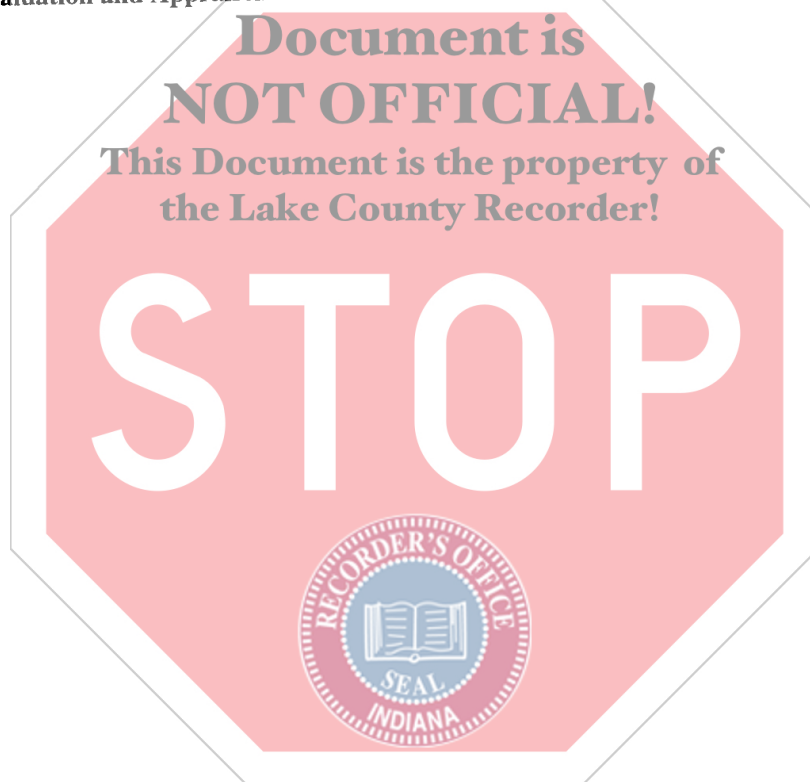 Document is
NOT OFFICIAL!
This Document is the property of
the Lake County Recorder!
STOP
RECORDER'S OFFICE
SEAL
INDIANA